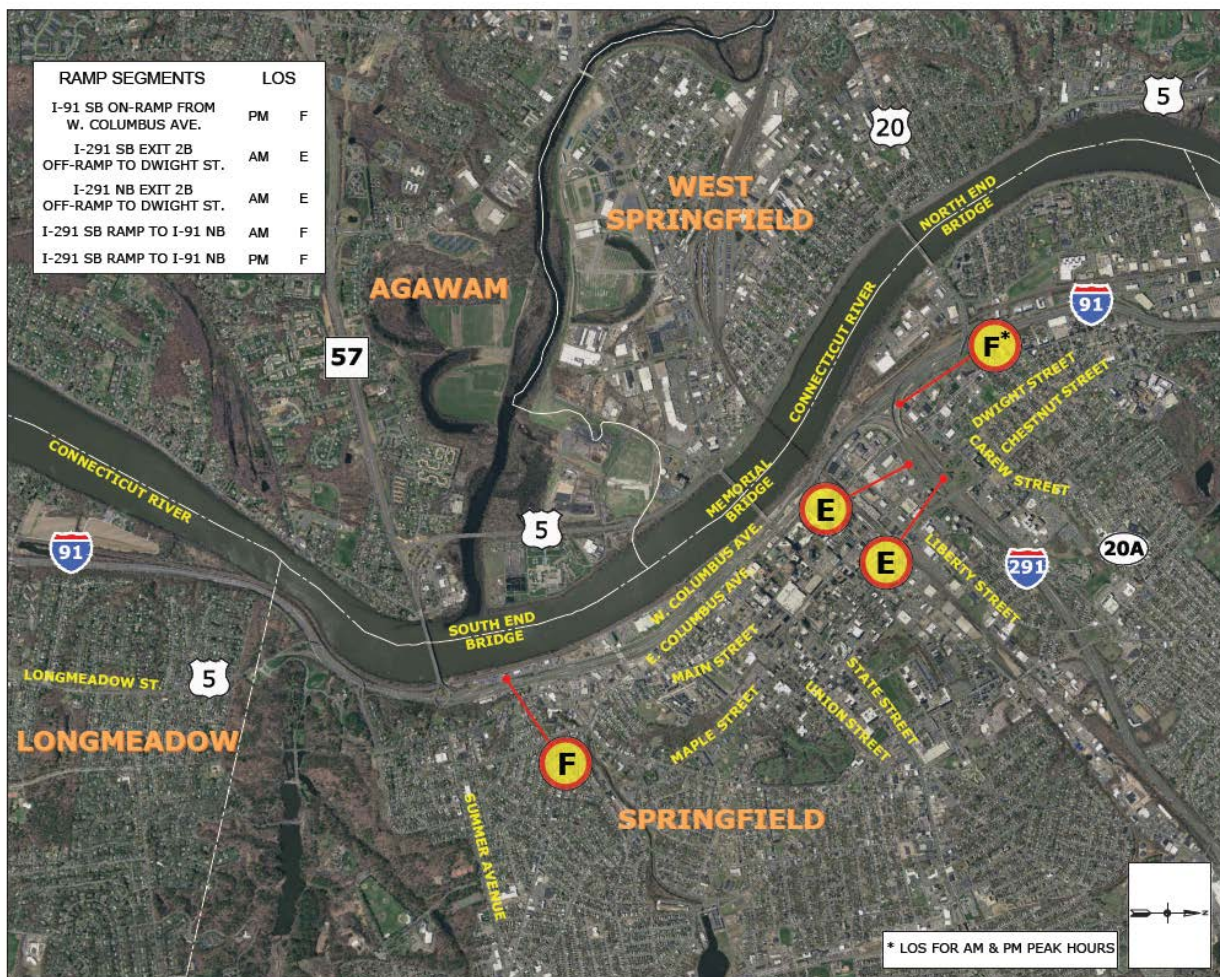 RAMP SEGMENTS LOS
I-91 SB ON-RAMP FROM
W. COLUMBUS AVE. PM F
I-291 SB EXIT 2B
OFF-RAMP TO DWIGHT ST. AM E
I-291 NB EXIT 2B
OFF-RAMP TO DWIGHT ST. AM E
I-291 SB RAMP TO I-91 NB AM F
I-291 SB RAMP TO I-91 NB PM F
5
20
WEST
SPRINGFIELD
NORTH END
BRIDGE
AGAWAM
91
57
CONNECTICUT RIVER
F*
DWIGHT STREET
CHESTNUT STREET
CAREW STREET
CONNECTICUT RIVER
MEMORIAL
BRIDGE
E
5
91
E
LIBERTY STREET
20A
291
W. COLUMBUS AVE.
E. COLUMBUS AVE.
SOUTH END
BRIDGE
MAIN STREET
STATE STREET
UNION STREET
MAPLE STREET
LONGMEADOW ST.
5
LONGMEADOW
F
SPRINGFIELD
SUMMER AVENUE
N
* LOS FOR AM & PM PEAK HOURS